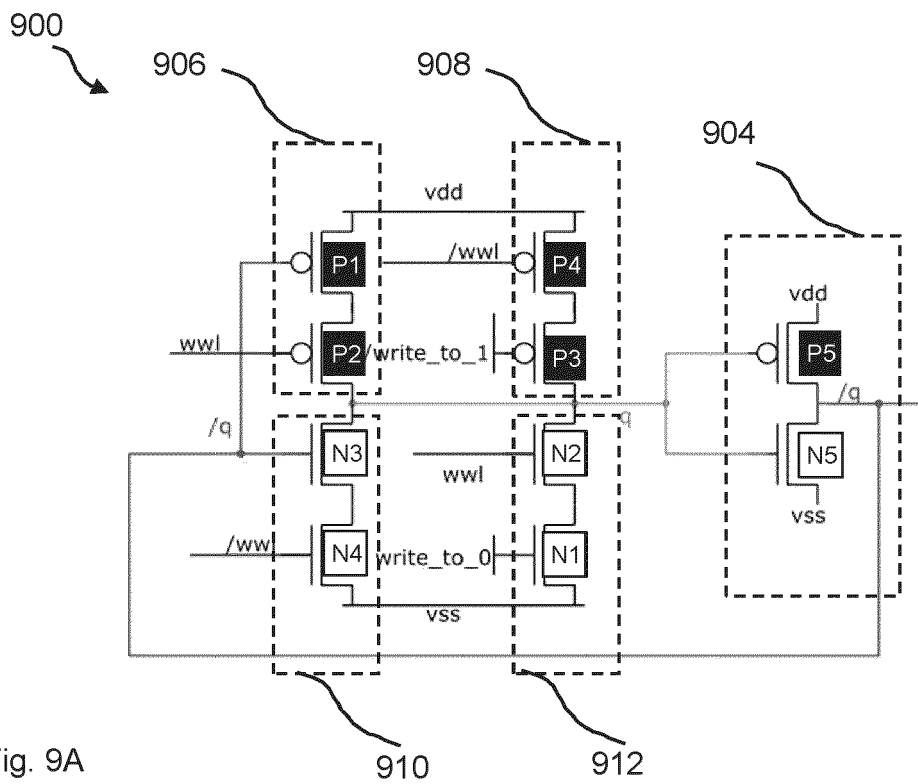 900
906
908
904
vdd
P1
/wwl
P4
vdd
wwl
P2
/write_to_1
P3
P5
/q
q
/q
N3
N2
N5
wwl
vss
/ww
N4
write_to_0
N1
vss
ig. 9A
910
912